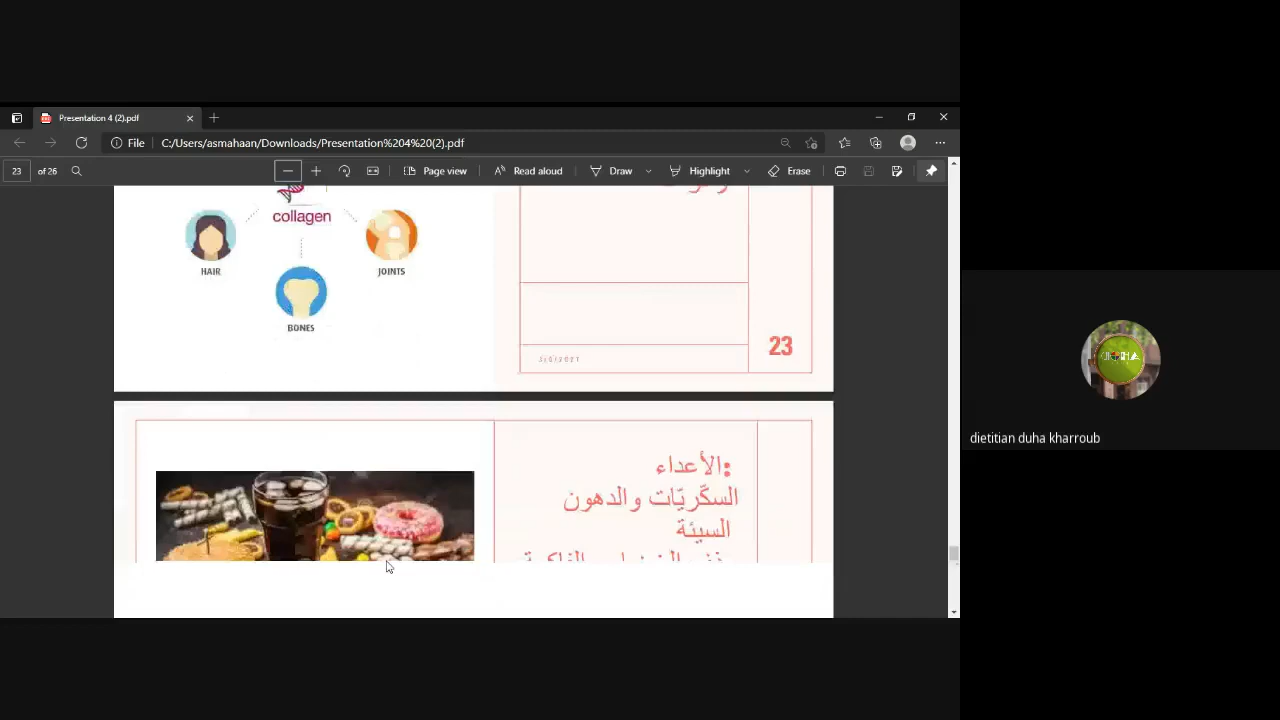 Presentation 4 (2).pdf
File
C:/Users/asmahaan/Downloads/Presentation%204%20(2).pdf
23 of 26
Page view
Read aloud
Draw
Highlight
Erase
collagen
HAIR
JOINTS
BONES
23
الأعداء:
السكّريّات والدهون
السيئة
dietitian duha kharroub